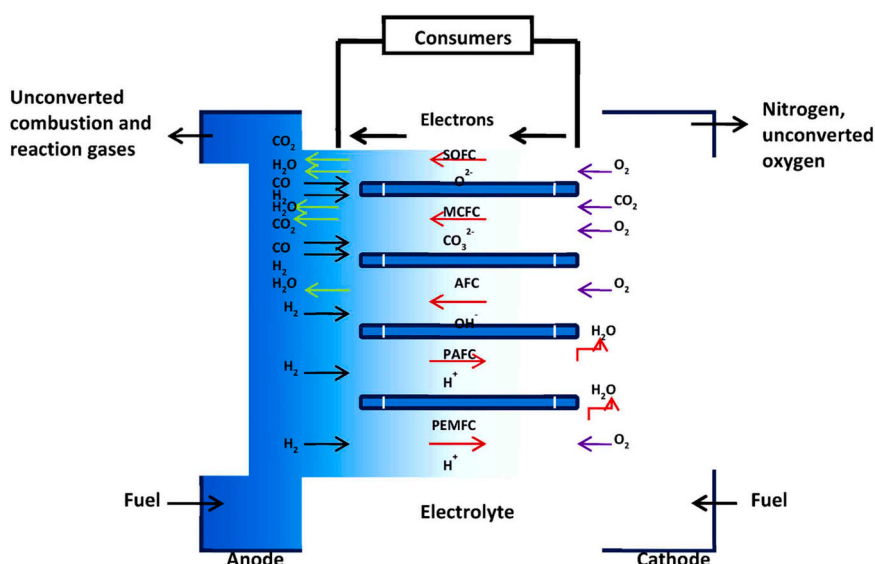 Consumers
Unconverted
combustion and
reaction gases
Electrons
Nitrogen,
unconverted
oxygen
CO₂
H₂O
CO
H₂
H₂O
CO₂
CO
H₂
H₂O
H₂
H₂
H₂
SOFC
O²⁻
MCFC
CO₃²⁻
AFC
OH⁻
PAFC
H⁺
PEMFC
H⁺
O₂
CO₂
O₂
O₂
H₂O
H₂O
O₂
Fuel
Electrolyte
Fuel
Anode
Cathode